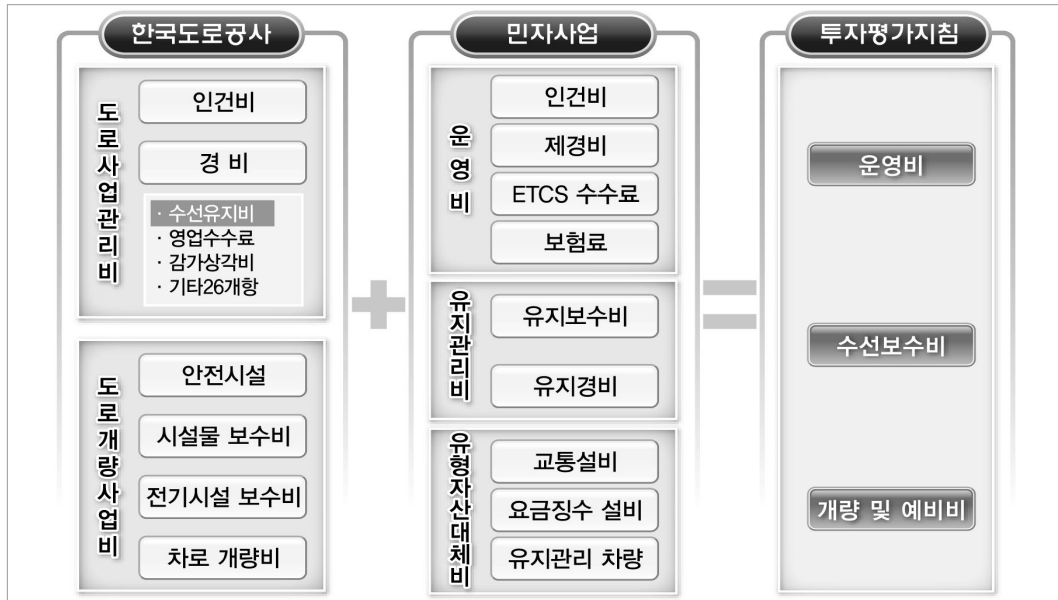 한국도로공사
도로사업관리비
인건비
경 비
· 수선유지비
· 영업수수료
· 감가상각비
· 기타26개항
도로개량사업비
안전시설
시설물 보수비
전기시설 보수비
차로 개량비
민자사업
운영비
인건비
제경비
ETCS 수수료
보험료
유지관리비
유지보수비
유지경비
유형자산대체비
교통설비
요금징수 설비
유지관리 차량
투자평가지침
운영비
수선보수비
개량 및 예비비